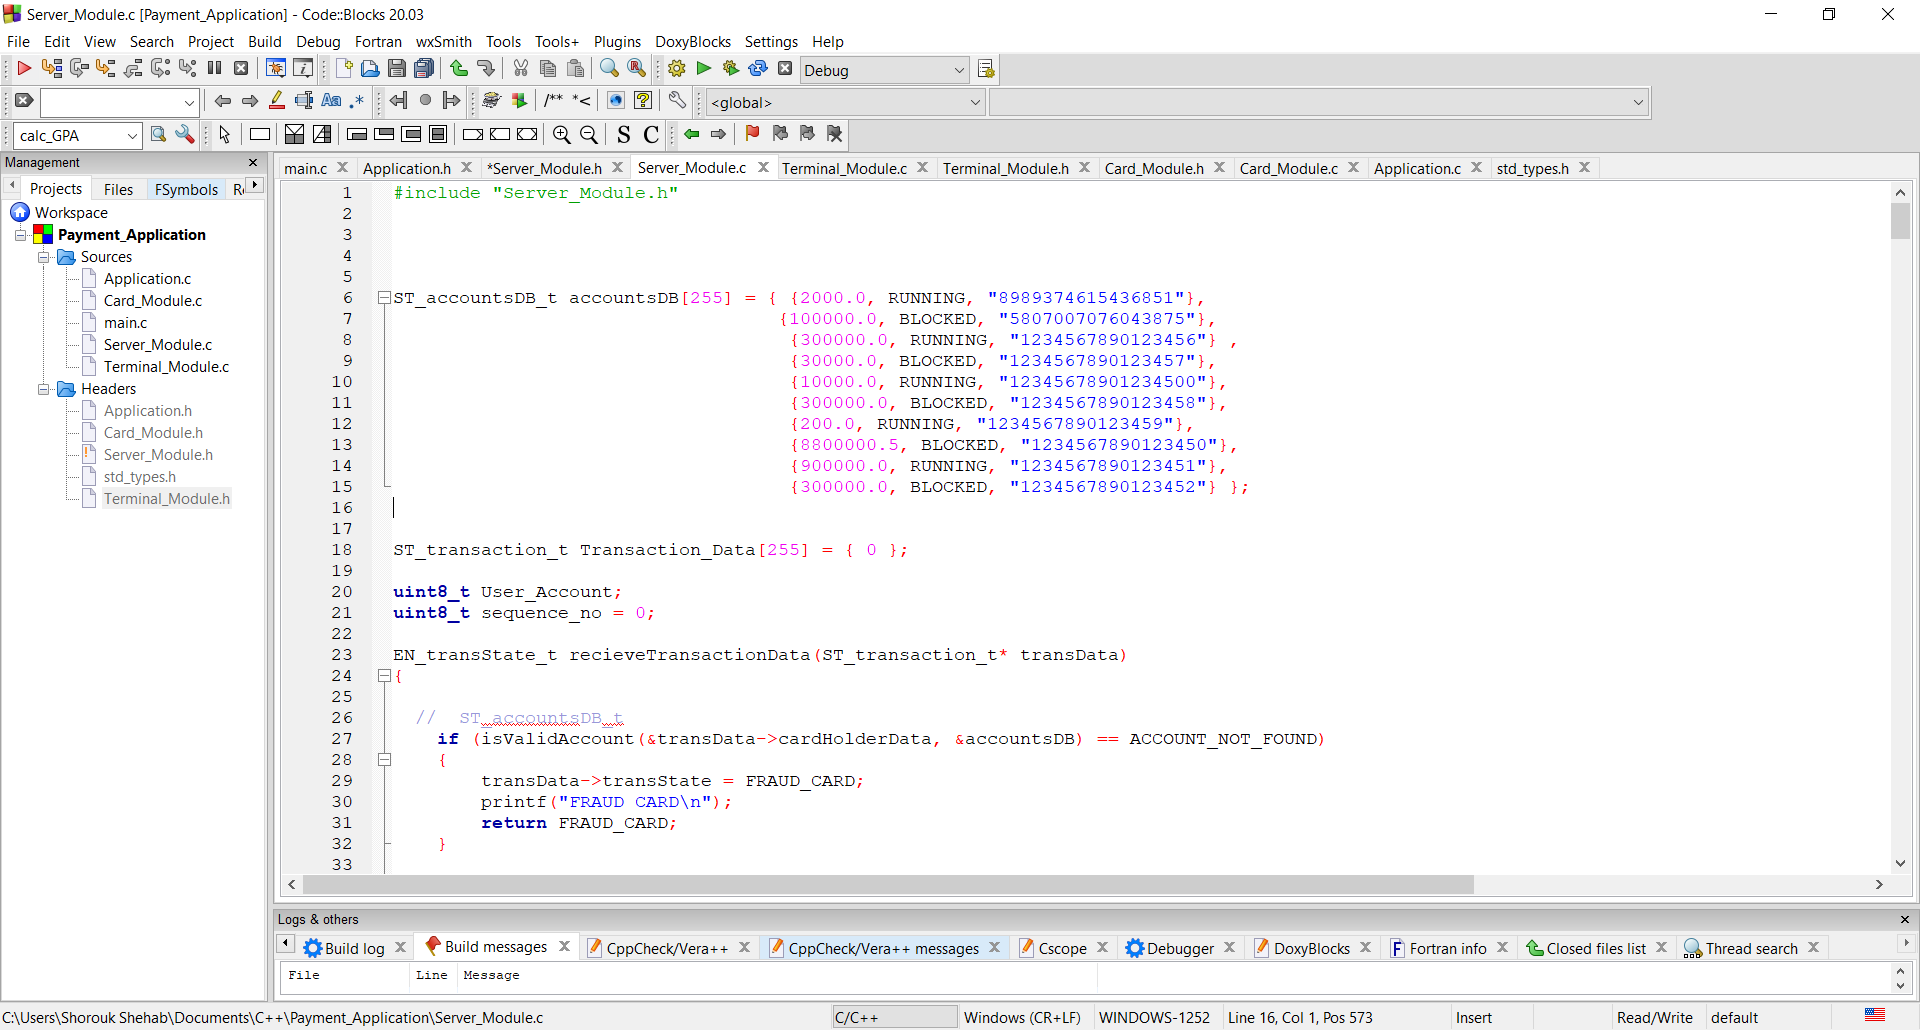 Server_Module.c [Payment_Application] - Code::Blocks 20.03
File Edit View Search Project Build Debug Fortran wxSmith Tools Tools+ Plugins DoxyBlocks Settings Help
Debug
Aa .* /** *< <global>
calc_GPA S C
Management
main.c Application.h *Server_Module.h Server_Module.c Terminal_Module.c Terminal_Module.h Card_Module.h Card_Module.c Application.c std_types.h
Projects Files FSymbols
Workspace
Payment_Application
Sources
Application.c
Card_Module.c
main.c
Server_Module.c
Terminal_Module.c
Headers
Application.h
Card_Module.h
Server_Module.h
std_types.h
Terminal_Module.h
1 #include "Server_Module.h"
2
3
4
5
6 ST_accountsDB_t accountsDB[255] = { {2000.0, RUNNING, "8989374615436851"},
7 {100000.0, BLOCKED, "5807007076043875"},
8 {300000.0, RUNNING, "1234567890123456"} ,
9 {30000.0, BLOCKED, "1234567890123457"},
10 {10000.0, RUNNING, "12345678901234500"},
11 {300000.0, BLOCKED, "1234567890123458"},
12 {200.0, RUNNING, "1234567890123459"},
13 {8800000.5, BLOCKED, "1234567890123450"},
14 {900000.0, RUNNING, "1234567890123451"},
15 {300000.0, BLOCKED, "1234567890123452"} };
16
17
18 ST_transaction_t Transaction_Data[255] = { 0 };
19
20 uint8_t User_Account;
21 uint8_t sequence_no = 0;
22
23 EN_transState_t recieveTransactionData(ST_transaction_t* transData)
24 {
25
26 // ST_accountsDB_t
27 if (isValidAccount(&transData->cardHolderData, &accountsDB) == ACCOUNT_NOT_FOUND)
28 {
29 transData->transState = FRAUD_CARD;
30 printf("FRAUD CARD\n");
31 return FRAUD_CARD;
32 }
33
Logs & others
Build log Build messages CppCheck/Vera++ CppCheck/Vera++ messages Cscope Debugger DoxyBlocks Fortran info Closed files list Thread search
File Line Message
C:\Users\Shorouk Shehab\Documents\C++\Payment_Application\Server_Module.c C/C++ Windows (CR+LF) WINDOWS-1252 Line 16, Col 1, Pos 573 Insert Read/Write default